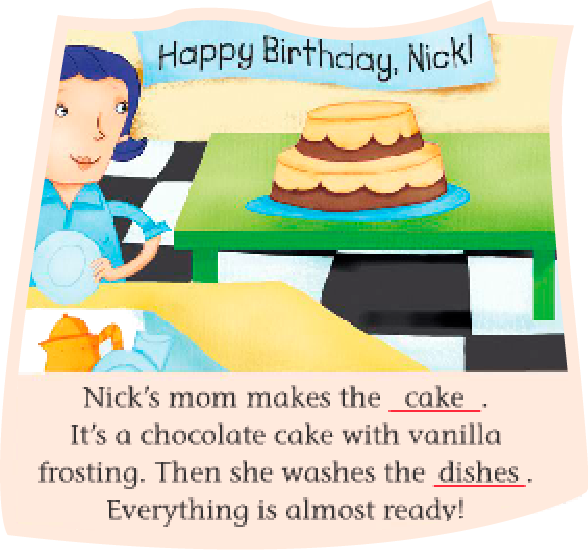 Happy Birthday, Nick!
Nick's mom makes the cake.
It's a chocolate cake with vanilla
frosting. Then she washes the dishes.
Everything is almost ready!